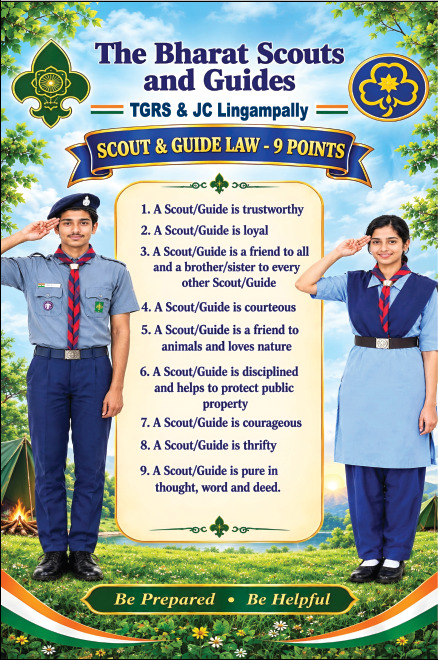 The Bharat Scouts
and Guides
TGRS & JC Lingampally
SCOUT & GUIDE LAW - 9 POINTS
1. A Scout/Guide is trustworthy
2. A Scout/Guide is loyal
3. A Scout/Guide is a friend to all
and a brother/sister to every
other Scout/Guide
4. A Scout/Guide is courteous
5. A Scout/Guide is a friend to
animals and loves nature
6. A Scout/Guide is disciplined
and helps to protect public
property
7. A Scout/Guide is courageous
8. A Scout/Guide is thrifty
9. A Scout/Guide is pure in
thought, word and deed.
Be Prepared • Be Helpful